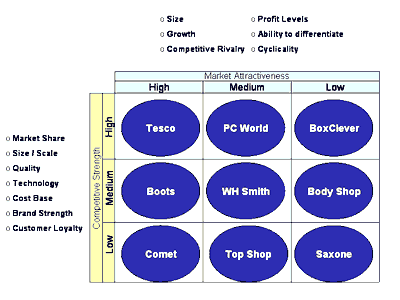 o Size
o Profit Levels
o Growth
o Ability to differentiate
o Competitive Rivalry
o Cyclicality
Market Attractiveness
High Medium Low
Competitive Strength
High
Tesco PC World BoxClever
o Market Share
o Size / Scale
o Quality
o Technology
o Cost Base
o Brand Strength
o Customer Loyalty
Medium
Boots WH Smith Body Shop
Low
Comet Top Shop Saxone